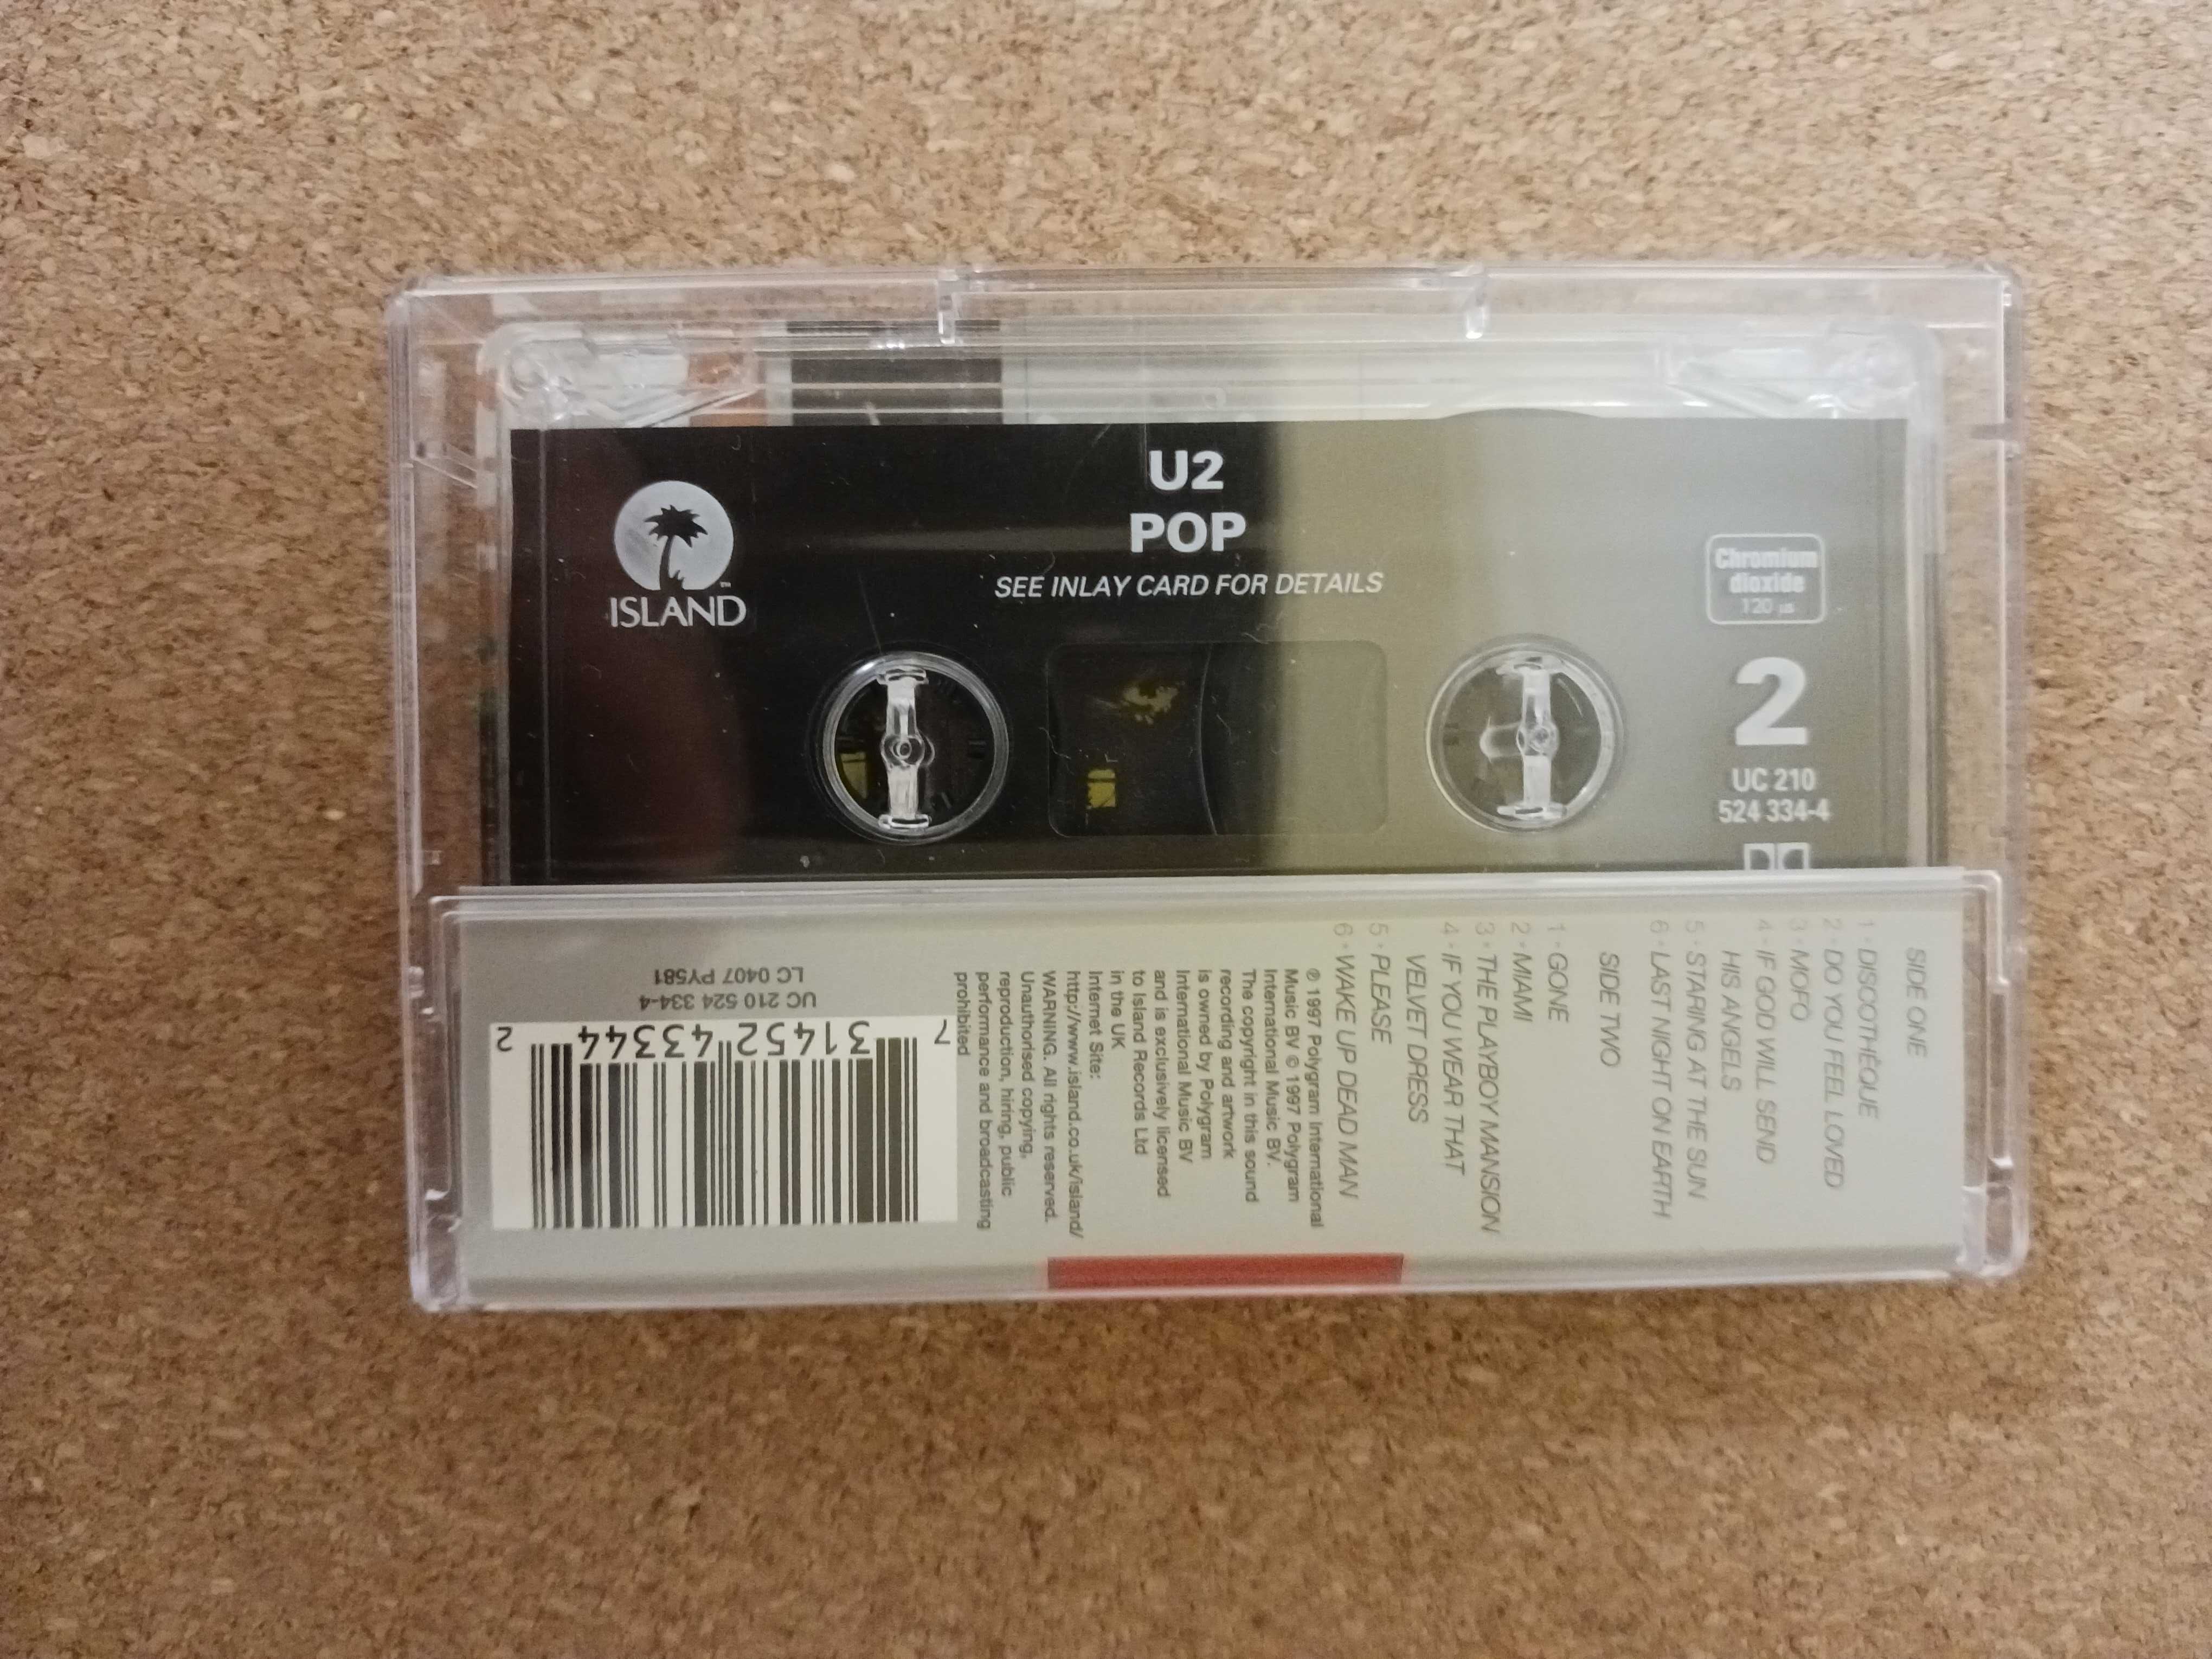 U2
POP
SEE INLAY CARD FOR DETAILS
™
ISLAND
Chromium
dioxide
120 µs
2
UC 210
524 334-4
SIDE ONE
1 · DISCOTHÈQUE
2 · DO YOU FEEL LOVED
3 · MOFO
4 · IF GOD WILL SEND
HIS ANGELS
5 · STARING AT THE SUN
6 · LAST NIGHT ON EARTH
SIDE TWO
1 · GONE
2 · MIAMI
3 · THE PLAYBOY MANSION
4 · IF YOU WEAR THAT
VELVET DRESS
5 · PLEASE
6 · WAKE UP DEAD MAN
℗ 1997 Polygram International
Music BV © 1997 Polygram
International Music BV.
The copyright in this sound
recording and artwork
is owned by Polygram
International Music BV
and is exclusively licensed
to Island Records Ltd
in the UK
Internet Site:
http://www.island.co.uk/island/
WARNING. All rights reserved.
Unauthorised copying,
reproduction, hiring, public
performance and broadcasting
prohibited
UC 210 524 334-4
LC 0407 PY581
7 31452 43344 2